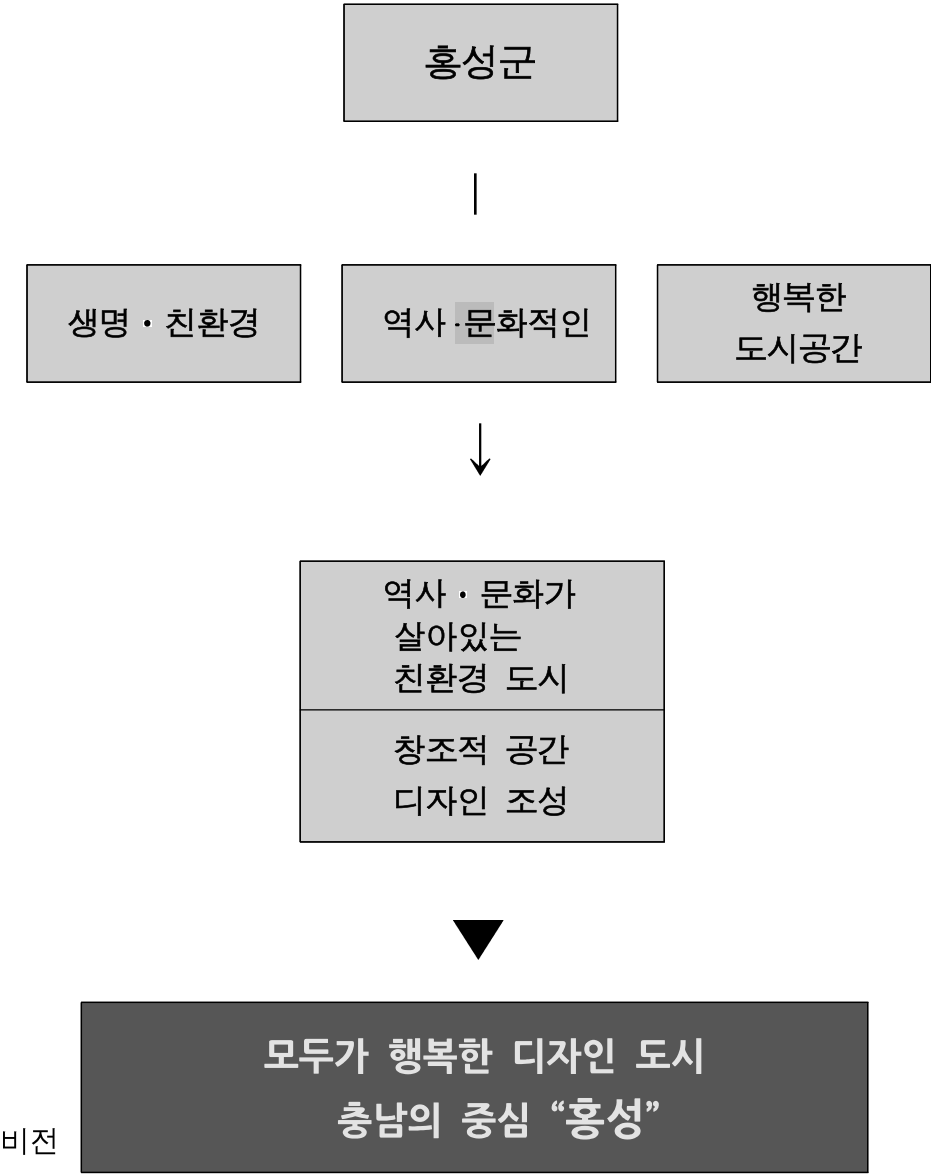 홍성군
생명 · 친환경
역사 · 문화적인
행복한
도시공간
역사 · 문화가
살아있는
친환경 도시
창조적 공간
디자인 조성
모두가 행복한 디자인 도시
충남의 중심 “홍성”
비전